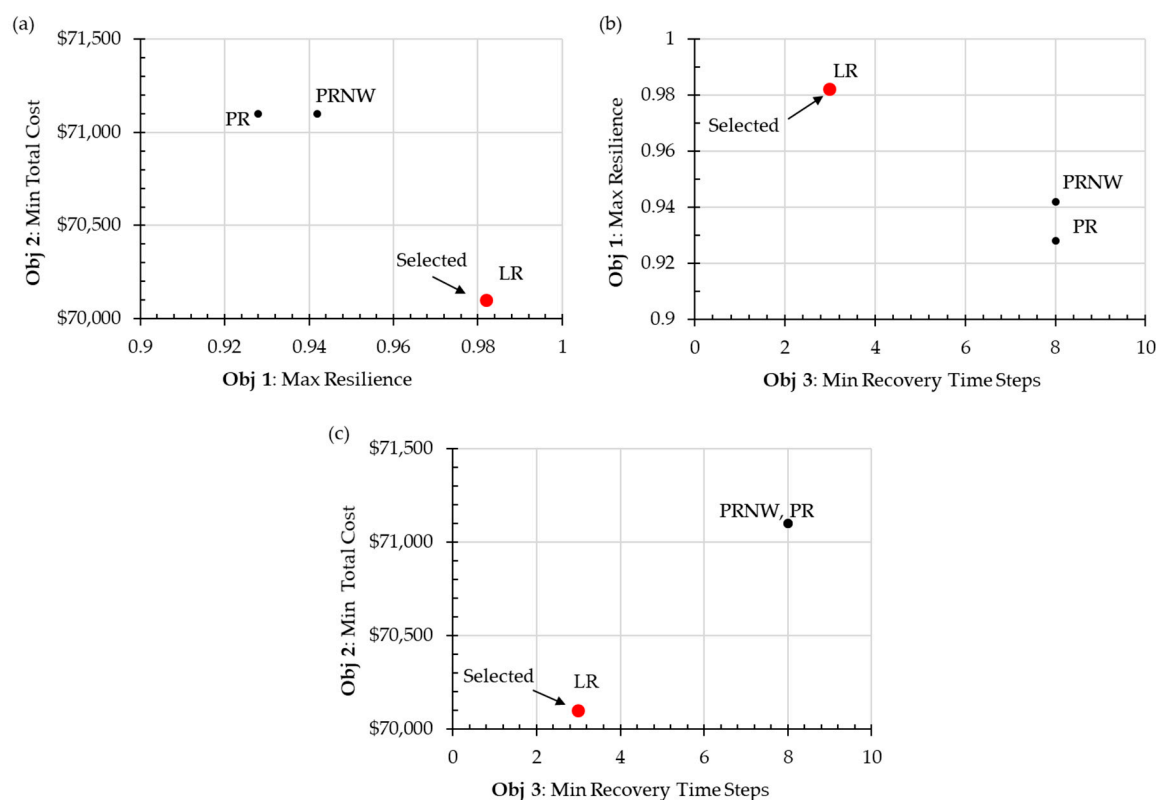 (a)
$71,500
$71,000
$70,500
$70,000
Obj 2: Min Total Cost
PR
PRNW
Selected
LR
0.9 0.92 0.94 0.96 0.98 1
Obj 1: Max Resilience
(b)
1
0.98
0.96
0.94
0.92
0.9
Obj 1: Max Resilience
LR
Selected
PRNW
PR
0 2 4 6 8 10
Obj 3: Min Recovery Time Steps
(c)
$71,500
$71,000
$70,500
$70,000
Obj 2: Min Total Cost
PRNW, PR
Selected
LR
0 2 4 6 8 10
Obj 3: Min Recovery Time Steps